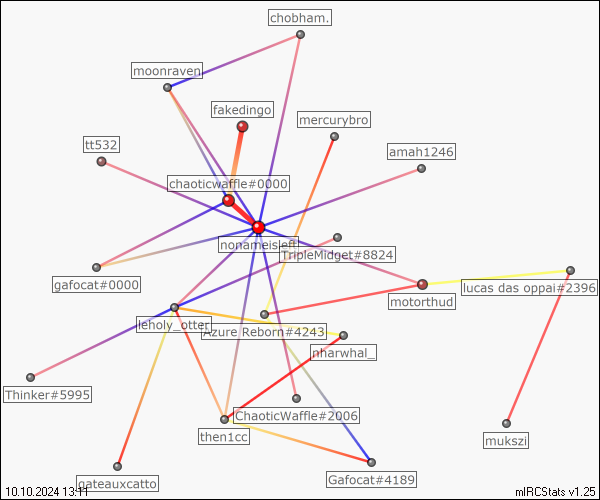 chobham.
moonraven
fakedingo
mercurybro
tt532
amah1246
chaoticwaffle#0000
nonameisleft
TripleMidget#8824
gafocat#0000
lucas das oppai#2396
motorthud
leholy_otter
Azure Reborn#4243
nharwhal_
Thinker#5995
ChaoticWaffle#2006
then1cc
mukszi
gateauxcatto
Gafocat#4189
10.10.2024 13:11
mIRCStats v1.25